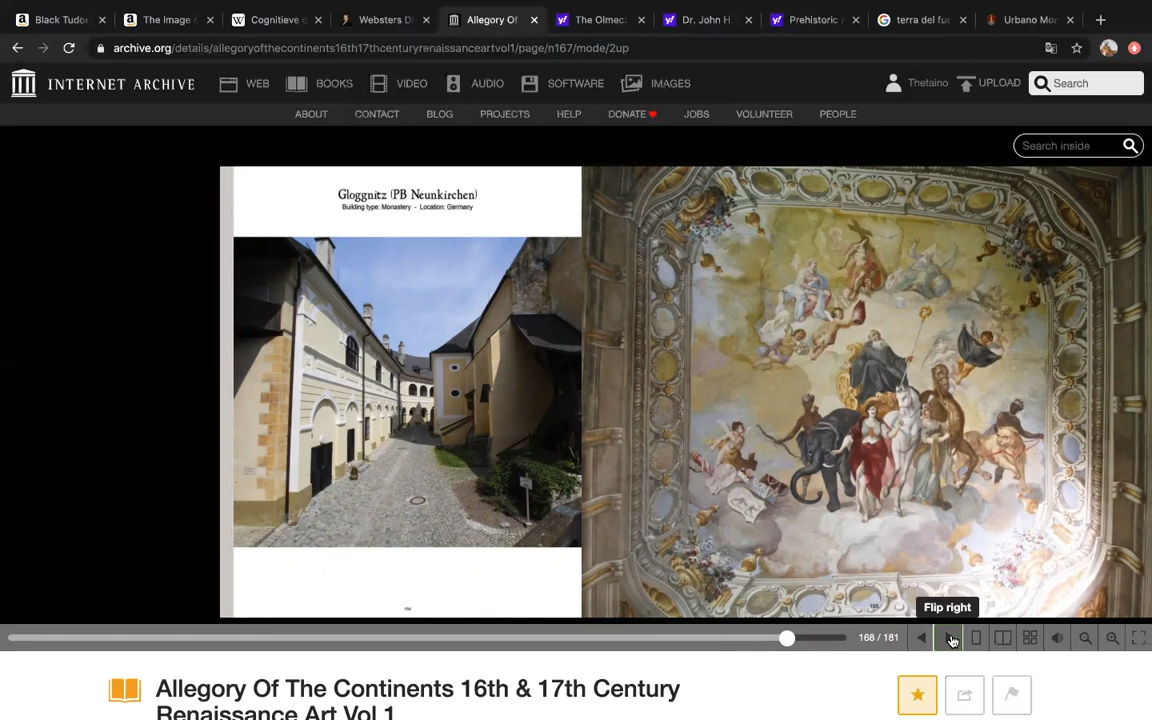 Black Tudo
The Image
Cognitieve
Websters D
Allegory Of
The Olmec
Dr. John H.
Prehistoric
terra del fue
Urbano Mon
archive.org/details/allegoryofthecontinents16th17thcenturyrenaissanceartvol1/page/n167/mode/2up
INTERNET ARCHIVE
WEB
BOOKS
VIDEO
AUDIO
SOFTWARE
IMAGES
Thetaino
UPLOAD
Search
ABOUT
CONTACT
BLOG
PROJECTS
HELP
DONATE
JOBS
VOLUNTEER
PEOPLE
Search inside
Gloggnitz (PB Neunkirchen)
Building type: Monastery - Location: Germany
Flip right
168 / 181
Allegory Of The Continents 16th & 17th Century
Renaissance Art Vol 1